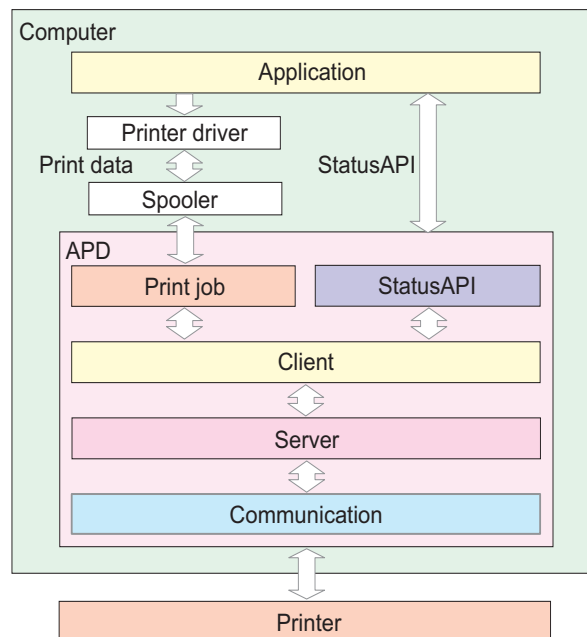 Computer
Application
Printer driver
Print data
StatusAPI
Spooler
APD
Print job
StatusAPI
Client
Server
Communication
Printer